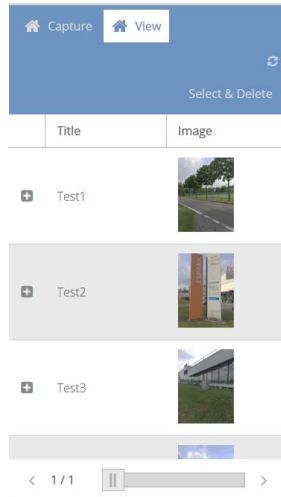 Capture View
Select & Delete
Title Image
Test1
Test2
Test3
< 1 / 1 >